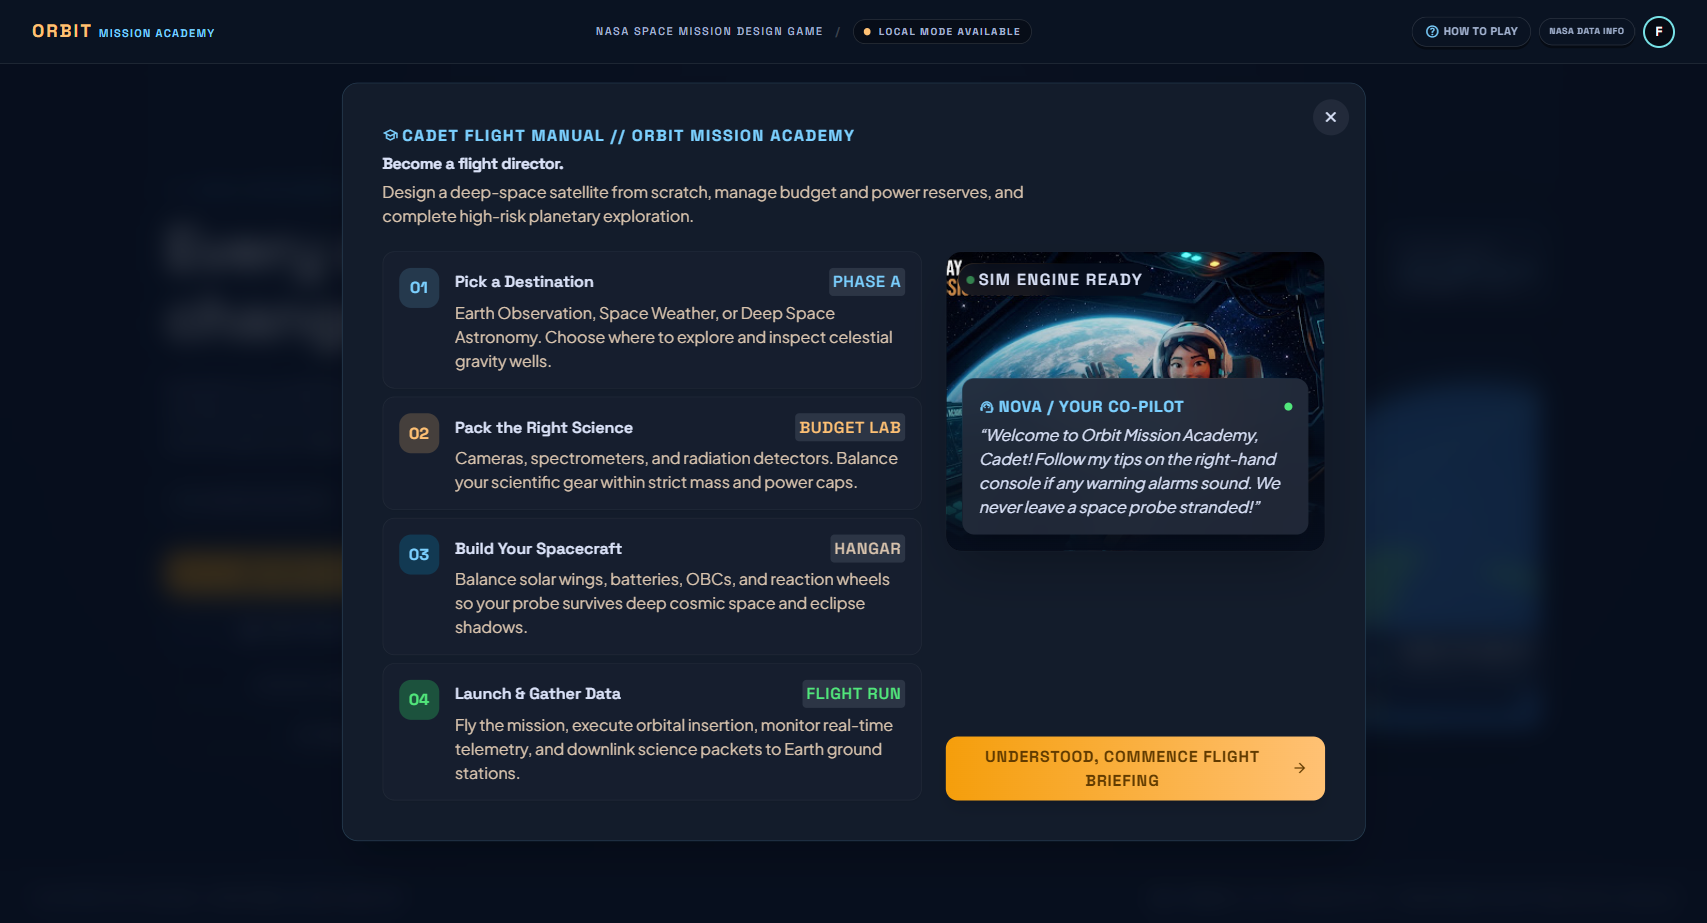 ORBIT MISSION ACADEMY
NASA SPACE MISSION DESIGN GAME / LOCAL MODE AVAILABLE
HOW TO PLAY
NASA DATA INFO
F
CADET FLIGHT MANUAL // ORBIT MISSION ACADEMY
Become a flight director.
Design a deep-space satellite from scratch, manage budget and power reserves, and
complete high-risk planetary exploration.
01 Pick a Destination PHASE A
Earth Observation, Space Weather, or Deep Space
Astronomy. Choose where to explore and inspect celestial
gravity wells.
02 Pack the Right Science BUDGET LAB
Cameras, spectrometers, and radiation detectors. Balance
your scientific gear within strict mass and power caps.
03 Build Your Spacecraft HANGAR
Balance solar wings, batteries, OBCs, and reaction wheels
so your probe survives deep cosmic space and eclipse
shadows.
04 Launch & Gather Data FLIGHT RUN
Fly the mission, execute orbital insertion, monitor real-time
telemetry, and downlink science packets to Earth ground
stations.
SIM ENGINE READY
NOVA / YOUR CO-PILOT
“Welcome to Orbit Mission Academy,
Cadet! Follow my tips on the right-hand
console if any warning alarms sound. We
never leave a space probe stranded!”
UNDERSTOOD, COMMENCE FLIGHT
BRIEFING